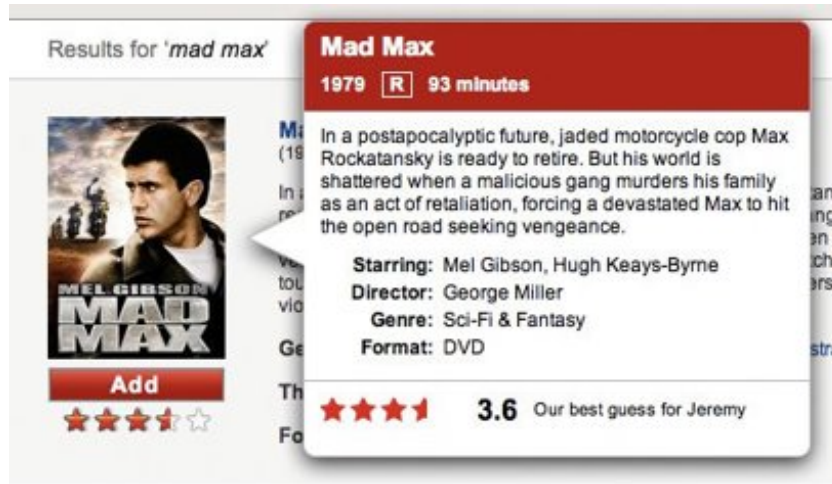 Results for 'mad max'
Mad Max
1979 R 93 minutes
In a postapocalyptic future, jaded motorcycle cop Max
Rockatansky is ready to retire. But his world is
shattered when a malicious gang murders his family
as an act of retaliation, forcing a devastated Max to hit
the open road seeking vengeance.
Starring: Mel Gibson, Hugh Keays-Byrne
Director: George Miller
Genre: Sci-Fi & Fantasy
Format: DVD
3.6 Our best guess for Jeremy
MEL GIBSON
MAD
MAX
Add